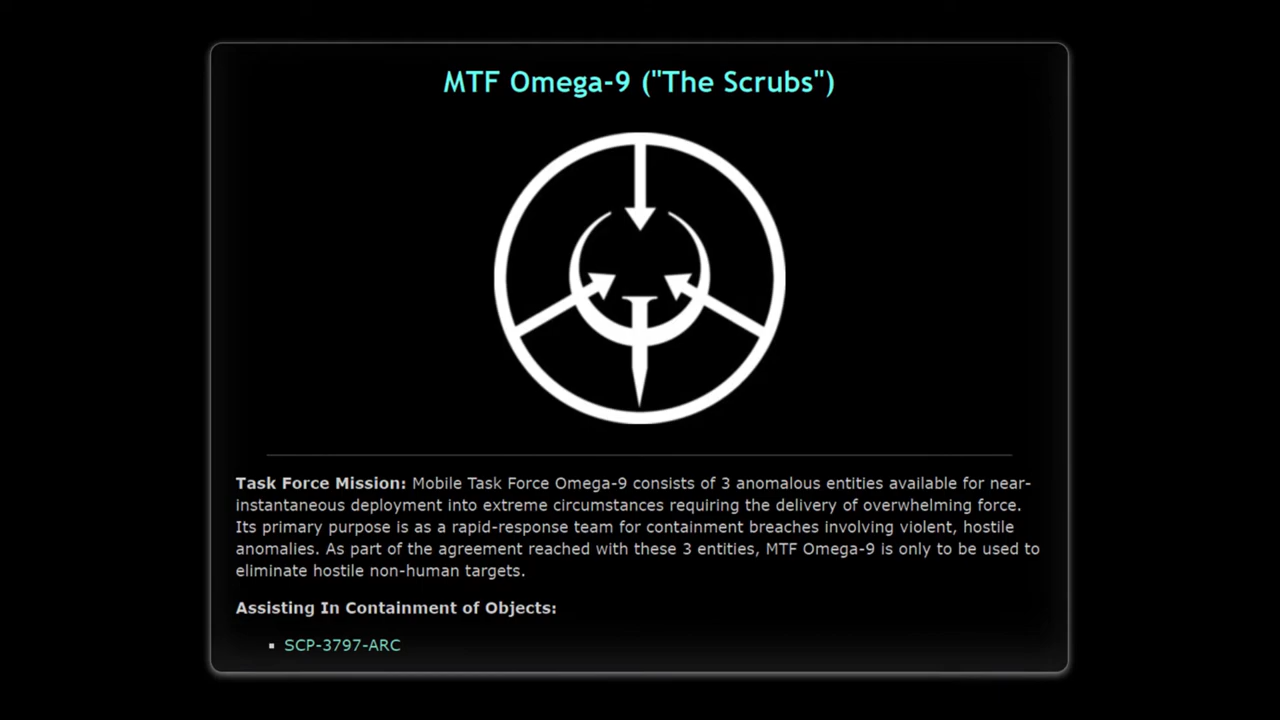 MTF Omega-9 ("The Scrubs")
Task Force Mission: Mobile Task Force Omega-9 consists of 3 anomalous entities available for near-
instantaneous deployment into extreme circumstances requiring the delivery of overwhelming force.
Its primary purpose is as a rapid-response team for containment breaches involving violent, hostile
anomalies. As part of the agreement reached with these 3 entities, MTF Omega-9 is only to be used to
eliminate hostile non-human targets.
Assisting In Containment of Objects:
▪ SCP-3797-ARC